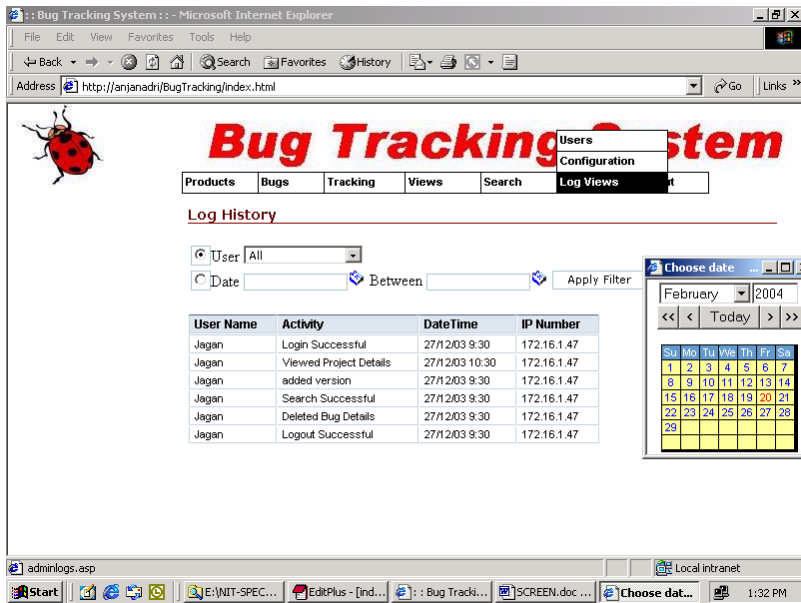 : : Bug Tracking System : : - Microsoft Internet Explorer
File Edit View Favorites Tools Help
Back Search Favorites History
Address http://anjanadri/BugTracking/index.html Go Links »
Bug Tracking System
Users
Configuration
Products Bugs Tracking Views Search Log Views
Log History
User All
Date Between Apply Filter
User Name Activity DateTime IP Number
Jagan Login Successful 27/12/03 9:30 172.16.1.47
Jagan Viewed Project Details 27/12/03 10:30 172.16.1.47
Jagan added version 27/12/03 9:30 172.16.1.47
Jagan Search Successful 27/12/03 9:30 172.16.1.47
Jagan Deleted Bug Details 27/12/03 9:30 172.16.1.47
Jagan Logout Successful 27/12/03 9:30 172.16.1.47
Choose date ...
February 2004
<< < Today > >>
Su Mo Tu We Th Fr Sa
1 2 3 4 5 6 7
8 9 10 11 12 13 14
15 16 17 18 19 20 21
22 23 24 25 26 27 28
29
adminlogs.asp Local intranet
Start E:\NIT-SPEC... EditPlus - [ind... : : Bug Tracki... SCREEN.doc ... Choose dat... 1:32 PM